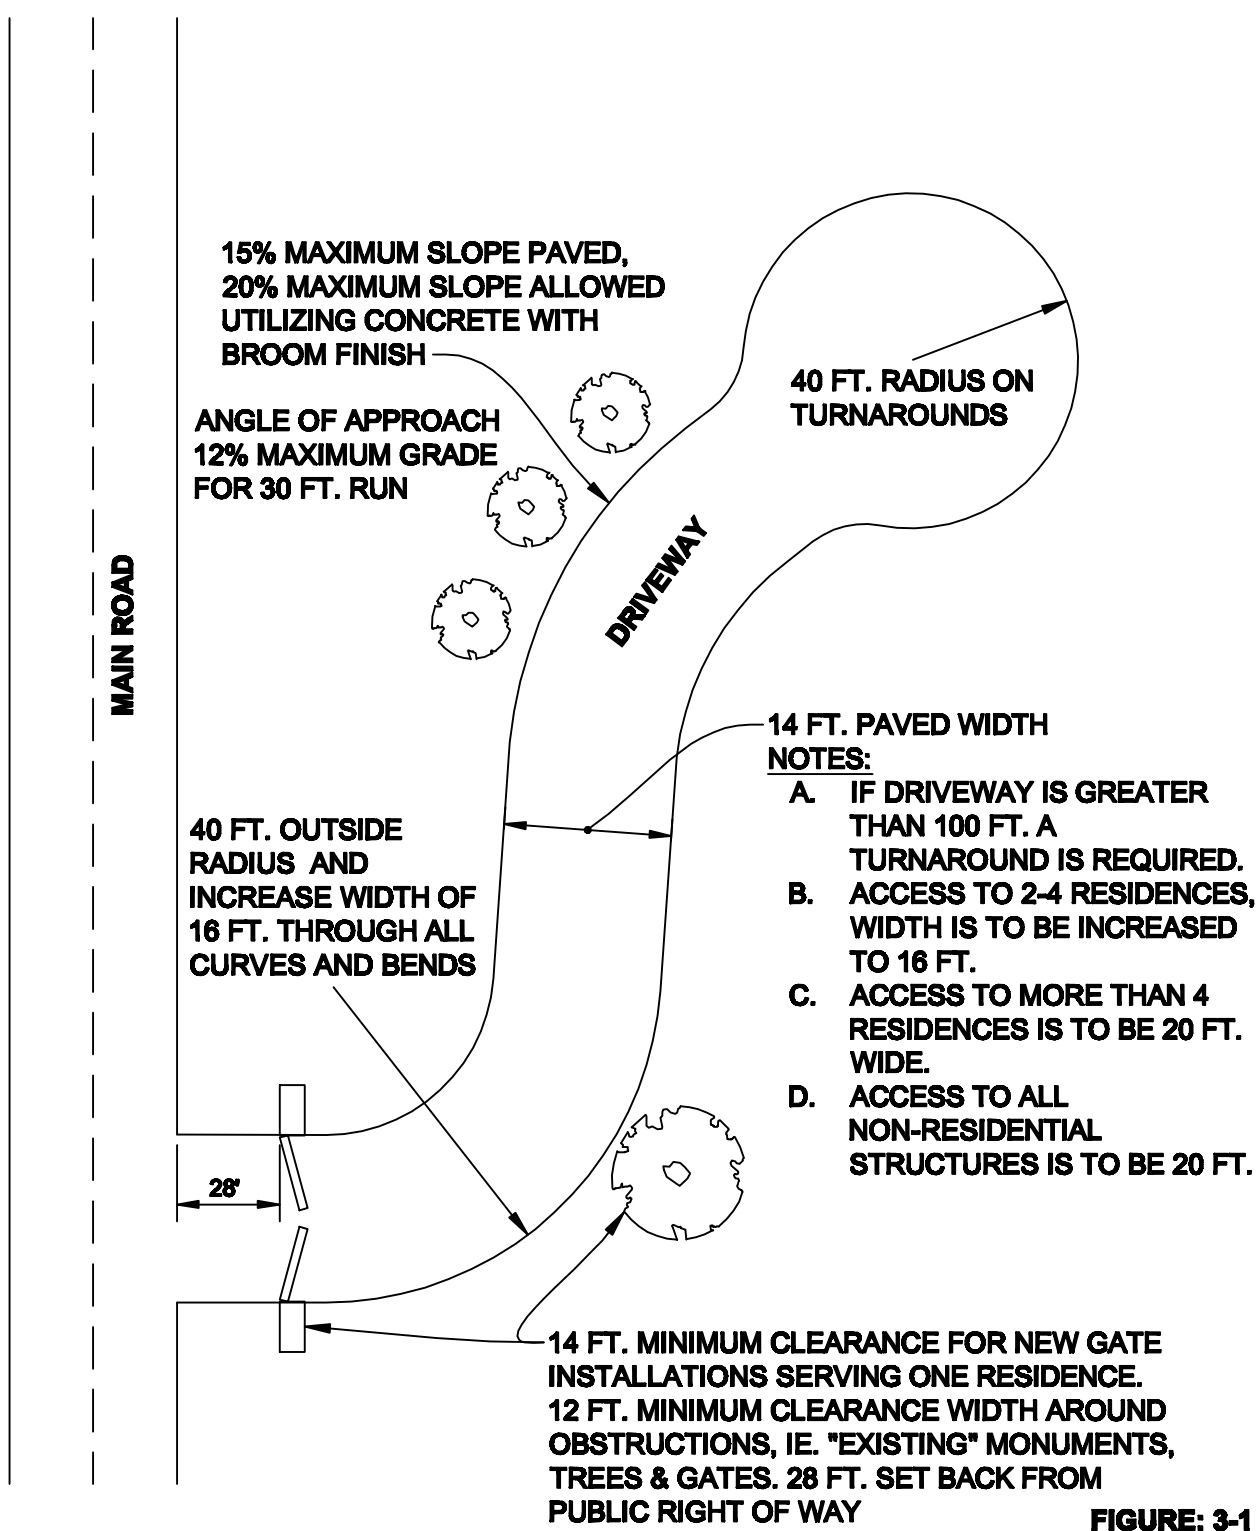 15% MAXIMUM SLOPE PAVED,
20% MAXIMUM SLOPE ALLOWED
UTILIZING CONCRETE WITH
BROOM FINISH
ANGLE OF APPROACH
12% MAXIMUM GRADE
FOR 30 FT. RUN
40 FT. RADIUS ON
TURNAROUNDS
DRIVEWAY
MAIN ROAD
14 FT. PAVED WIDTH
NOTES:
A. IF DRIVEWAY IS GREATER
THAN 100 FT. A
TURNAROUND IS REQUIRED.
B. ACCESS TO 2-4 RESIDENCES,
WIDTH IS TO BE INCREASED
TO 16 FT.
C. ACCESS TO MORE THAN 4
RESIDENCES IS TO BE 20 FT.
WIDE.
D. ACCESS TO ALL
NON-RESIDENTIAL
STRUCTURES IS TO BE 20 FT.
40 FT. OUTSIDE
RADIUS AND
INCREASE WIDTH OF
16 FT. THROUGH ALL
CURVES AND BENDS
28'
14 FT. MINIMUM CLEARANCE FOR NEW GATE
INSTALLATIONS SERVING ONE RESIDENCE.
12 FT. MINIMUM CLEARANCE WIDTH AROUND
OBSTRUCTIONS, IE. "EXISTING" MONUMENTS,
TREES & GATES. 28 FT. SET BACK FROM
PUBLIC RIGHT OF WAY
FIGURE: 3-1